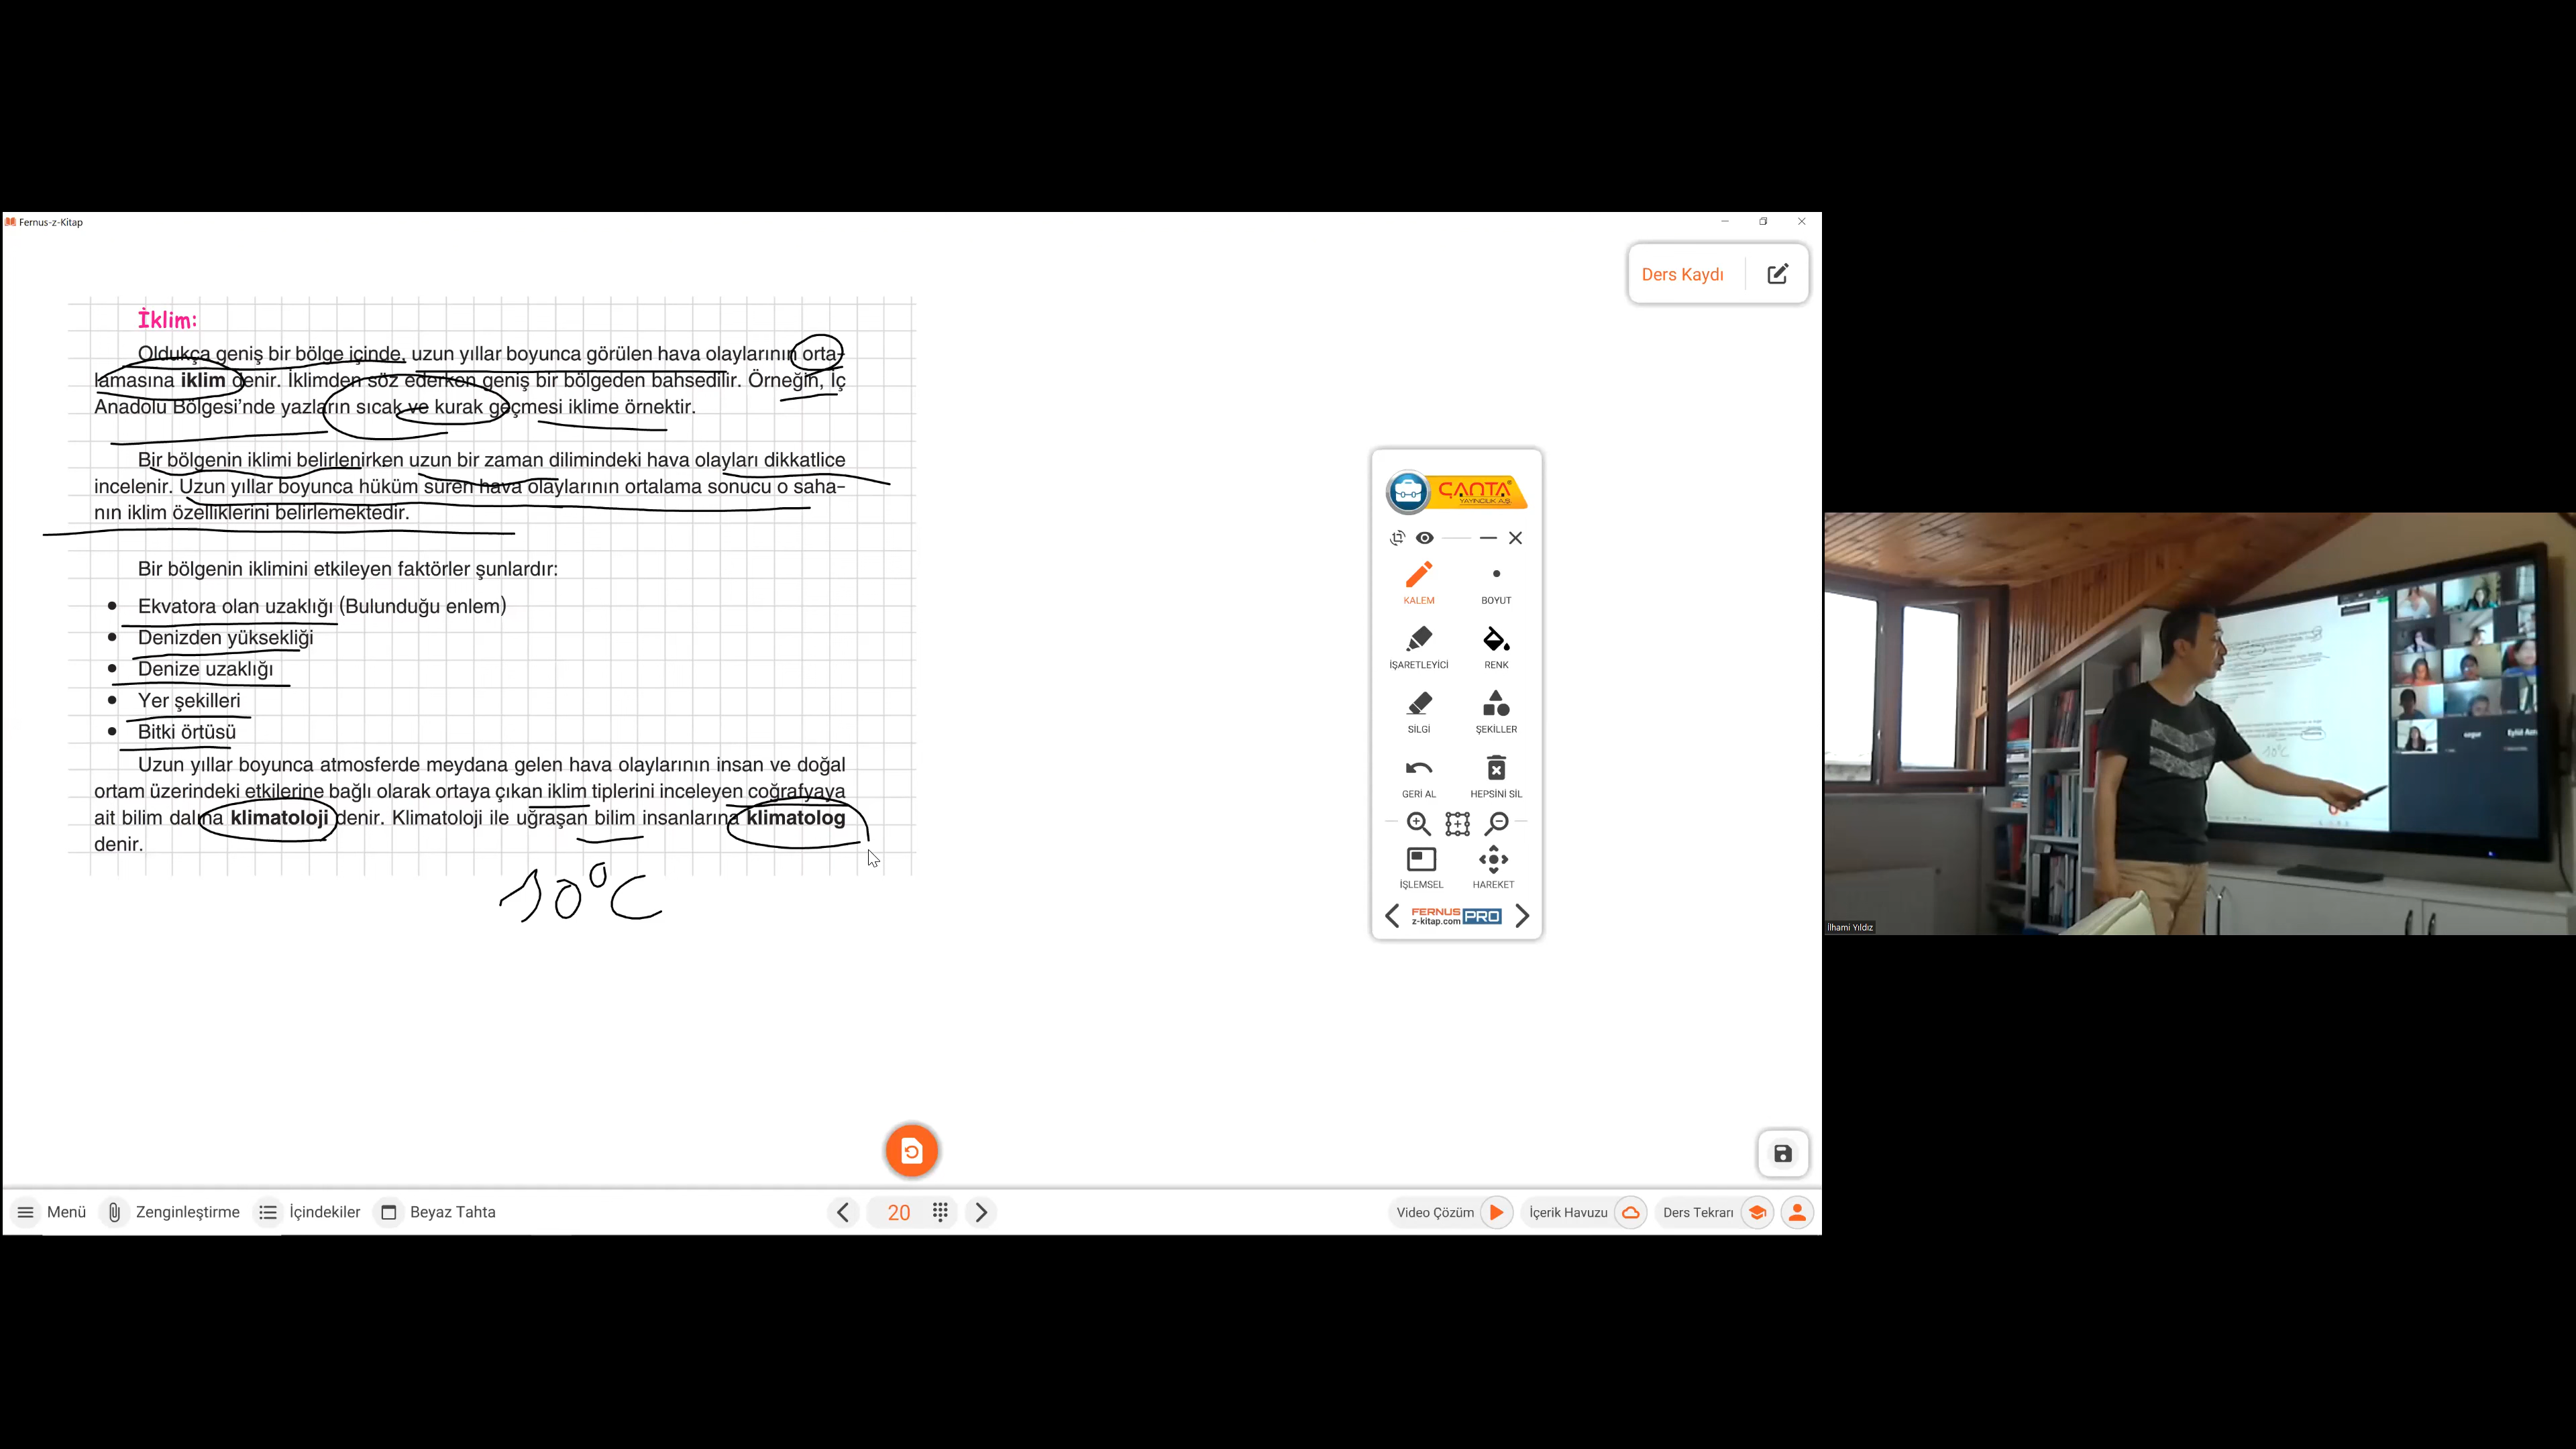 Fernus-z-Kitap
Ders Kaydı
İklim:
Oldukça geniş bir bölge içinde, uzun yıllar boyunca görülen hava olaylarının orta-
lamasına iklim denir. İklimden söz ederken geniş bir bölgeden bahsedilir. Örneğin, İç
Anadolu Bölgesi'nde yazların sıcak ve kurak geçmesi iklime örnektir.
Bir bölgenin iklimi belirlenirken uzun bir zaman dilimindeki hava olayları dikkatlice
incelenir. Uzun yıllar boyunca hüküm süren hava olaylarının ortalama sonucu o saha-
nın iklim özelliklerini belirlemektedir.
Bir bölgenin iklimini etkileyen faktörler şunlardır:
• Ekvatora olan uzaklığı (Bulunduğu enlem)
• Denizden yüksekliği
• Denize uzaklığı
• Yer şekilleri
• Bitki örtüsü
Uzun yıllar boyunca atmosferde meydana gelen hava olaylarının insan ve doğal
ortam üzerindeki etkilerine bağlı olarak ortaya çıkan iklim tiplerini inceleyen coğrafyaya
ait bilim dalına klimatoloji denir. Klimatoloji ile uğraşan bilim insanlarına klimatolog
denir.
10°C
ÇANTA
YAYINCILIK A.Ş.
KALEM BOYUT
İŞARETLEYİCİ RENK
SİLGİ ŞEKİLLER
GERİ AL HEPSİNİ SİL
İŞLEMSEL HAREKET
FERNUS PRO
z-kitap.com
İlhami Yıldız
Menü Zenginleştirme İçindekiler Beyaz Tahta 20 Video Çözüm İçerik Havuzu Ders Tekrarı